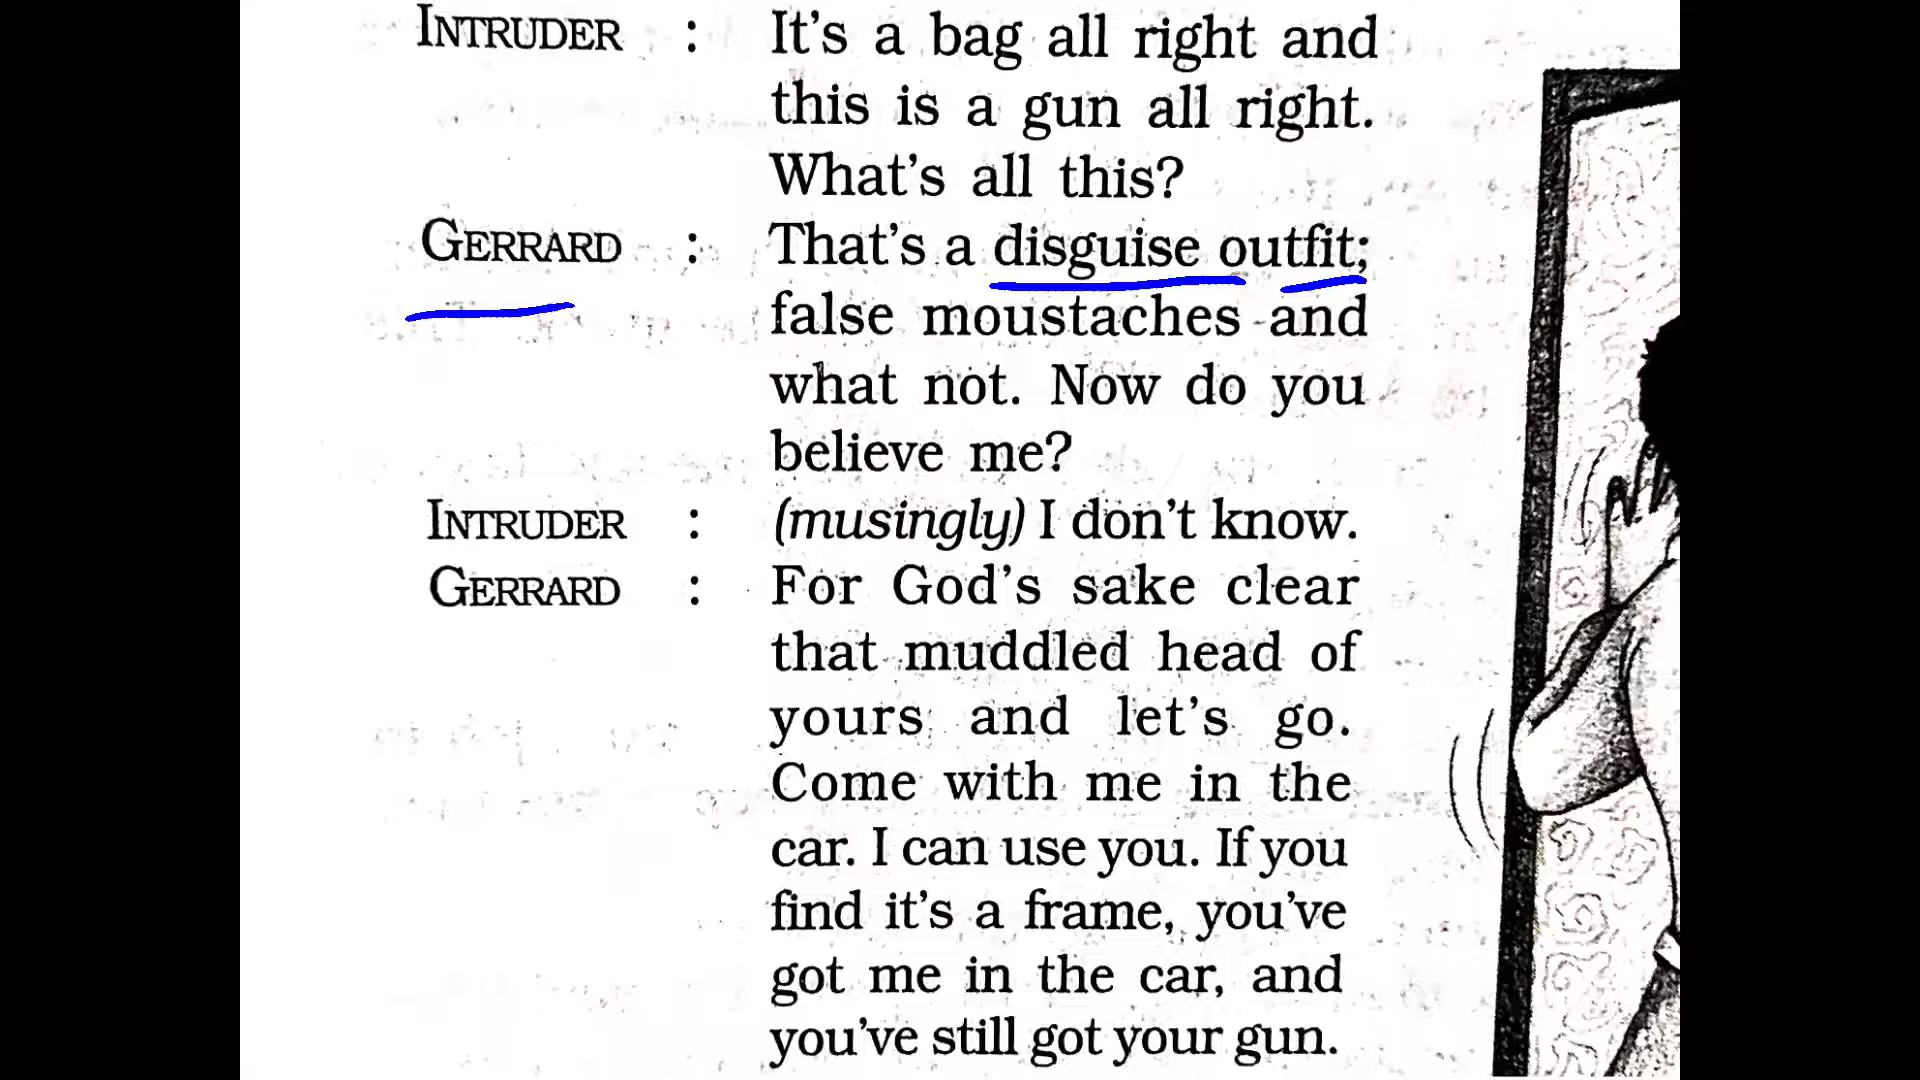 INTRUDER : It's a bag all right and
this is a gun all right.
What's all this?
GERRARD : That's a disguise outfit;
false moustaches and
what not. Now do you
believe me?
INTRUDER : (musingly) I don't know.
GERRARD : For God's sake clear
that muddled head of
yours and let's go.
Come with me in the
car. I can use you. If you
find it's a frame, you've
got me in the car, and
you've still got your gun.